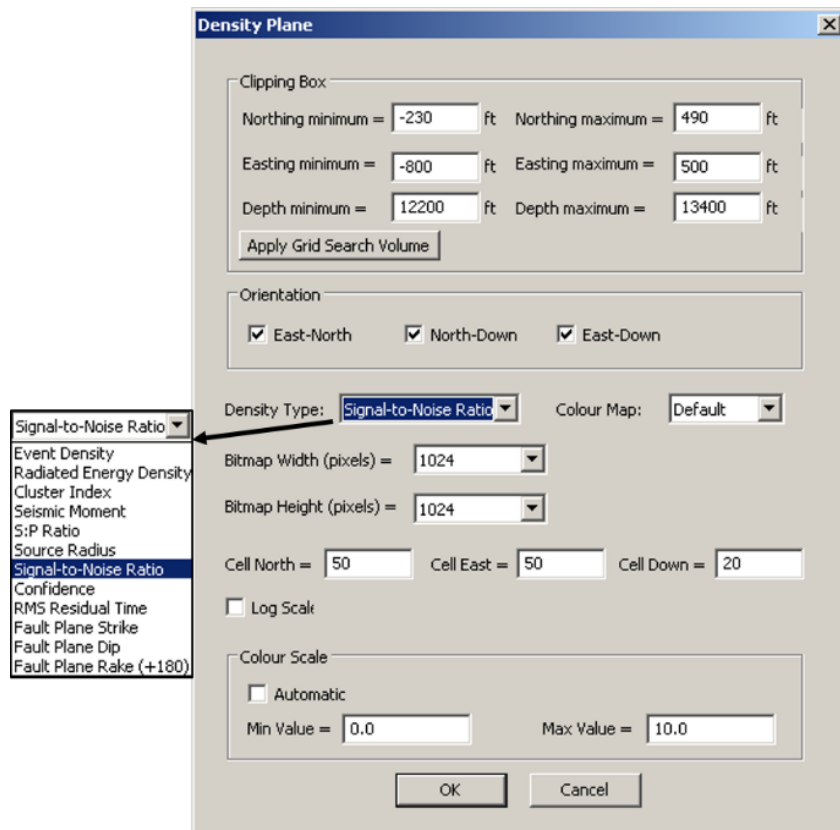 Density Plane
Clipping Box
Northing minimum = -230 ft Northing maximum = 490 ft
Easting minimum = -800 ft Easting maximum = 500 ft
Depth minimum = 12200 ft Depth maximum = 13400 ft
Apply Grid Search Volume
Orientation
East-North North-Down East-Down
Density Type: Signal-to-Noise Ratio Colour Map: Default
Signal-to-Noise Ratio
Event Density
Radiated Energy Density
Cluster Index
Seismic Moment
S:P Ratio
Source Radius
Signal-to-Noise Ratio
Confidence
RMS Residual Time
Fault Plane Strike
Fault Plane Dip
Fault Plane Rake (+180)
Bitmap Width (pixels) = 1024
Bitmap Height (pixels) = 1024
Cell North = 50 Cell East = 50 Cell Down = 20
Log Scale
Colour Scale
Automatic
Min Value = 0.0 Max Value = 10.0
OK Cancel